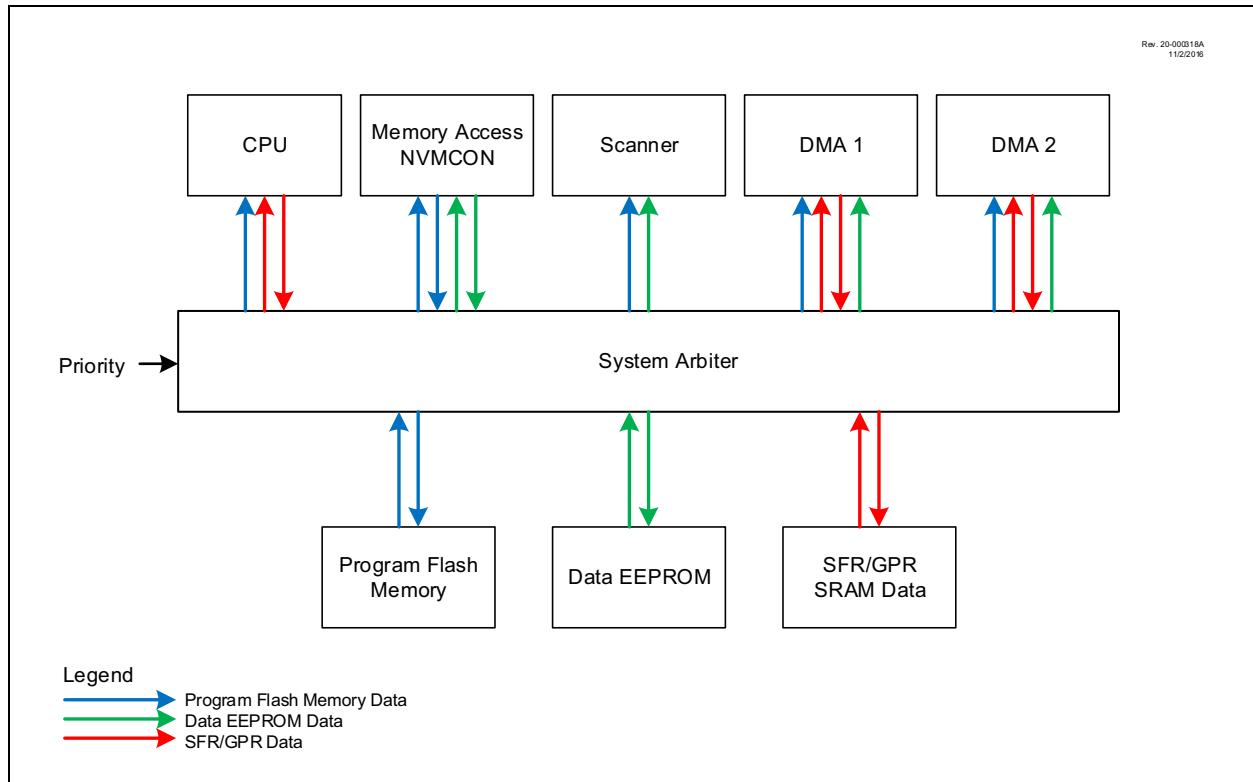 Rev. 20-000318A
11/2/2016
CPU
Memory Access
NVMCON
Scanner
DMA 1
DMA 2
Priority
System Arbiter
Program Flash
Memory
Data EEPROM
SFR/GPR
SRAM Data
Legend
Program Flash Memory Data
Data EEPROM Data
SFR/GPR Data